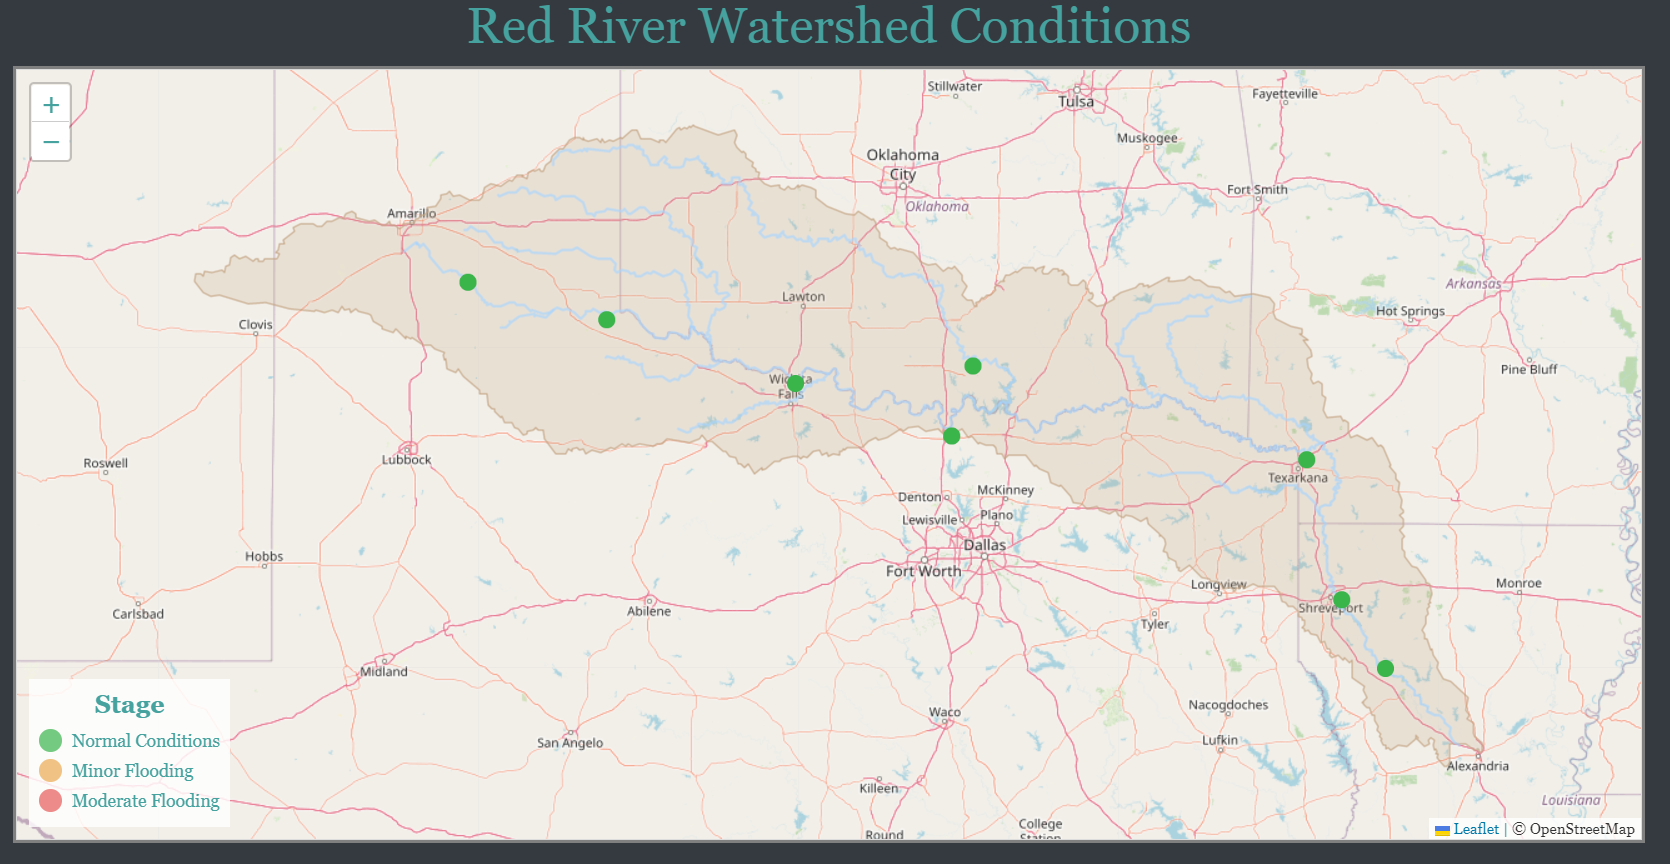 Red River Watershed Conditions
+
−
Stillwater
Tulsa
Fayetteville
Muskogee
Oklahoma
City
Oklahoma
Fort Smith
Amarillo
Arkansas
Lawton
Hot Springs
Clovis
Pine Bluff
Wichita
Falls
Roswell
Lubbock
Texarkana
Denton
McKinney
Lewisville
Plano
Dallas
Fort Worth
Hobbs
Longview
Monroe
Carlsbad
Abilene
Shreveport
Tyler
Midland
Nacogdoches
Waco
San Angelo
Lufkin
Alexandria
Killeen
Louisiana
College
Station
Round
Stage
Normal Conditions
Minor Flooding
Moderate Flooding
Leaflet | © OpenStreetMap